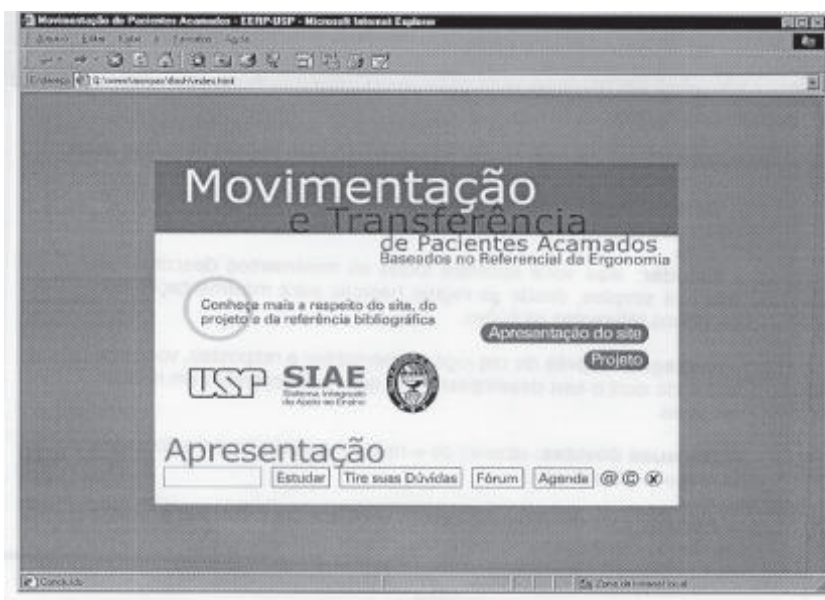 Movimentação de Pacientes Acamados - EERP-USP - Microsoft Internet Explorer
Movimentação
e Transferência
de Pacientes Acamados
Baseados no Referencial da Ergonomia
Conheça mais a respeito do site, do
projeto e da referência bibliográfica
Apresentação do site
Projeto
USP
SIAE
Sistema Integrado
de Apoio ao Ensino
Apresentação
Estudar Tire suas Dúvidas Fórum Agenda @ © x
Concluído